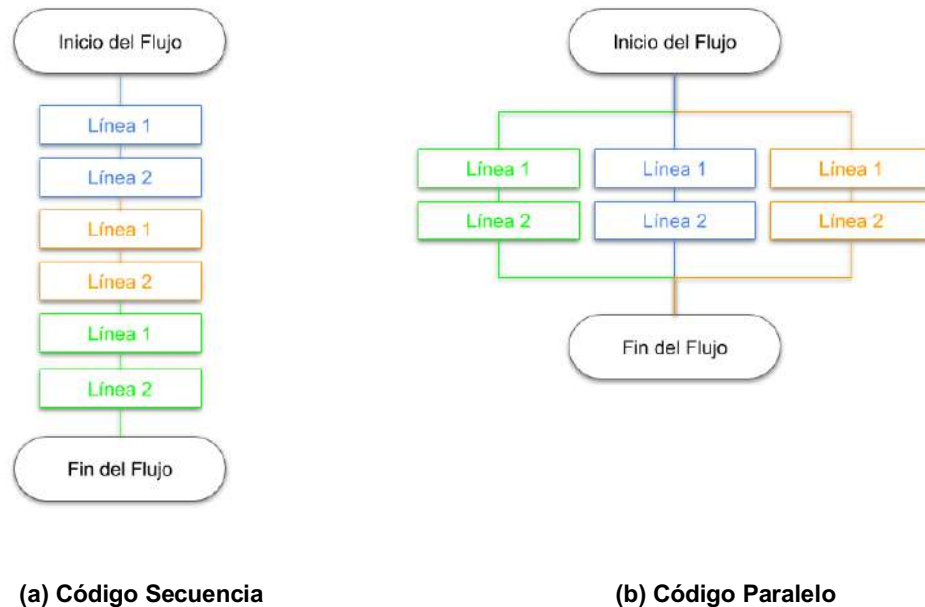 Inicio del Flujo
Línea 1
Línea 2
Línea 1
Línea 2
Línea 1
Línea 2
Fin del Flujo
(a) Código Secuencia
Inicio del Flujo
Línea 1 Línea 1 Línea 1
Línea 2 Línea 2 Línea 2
Fin del Flujo
(b) Código Paralelo